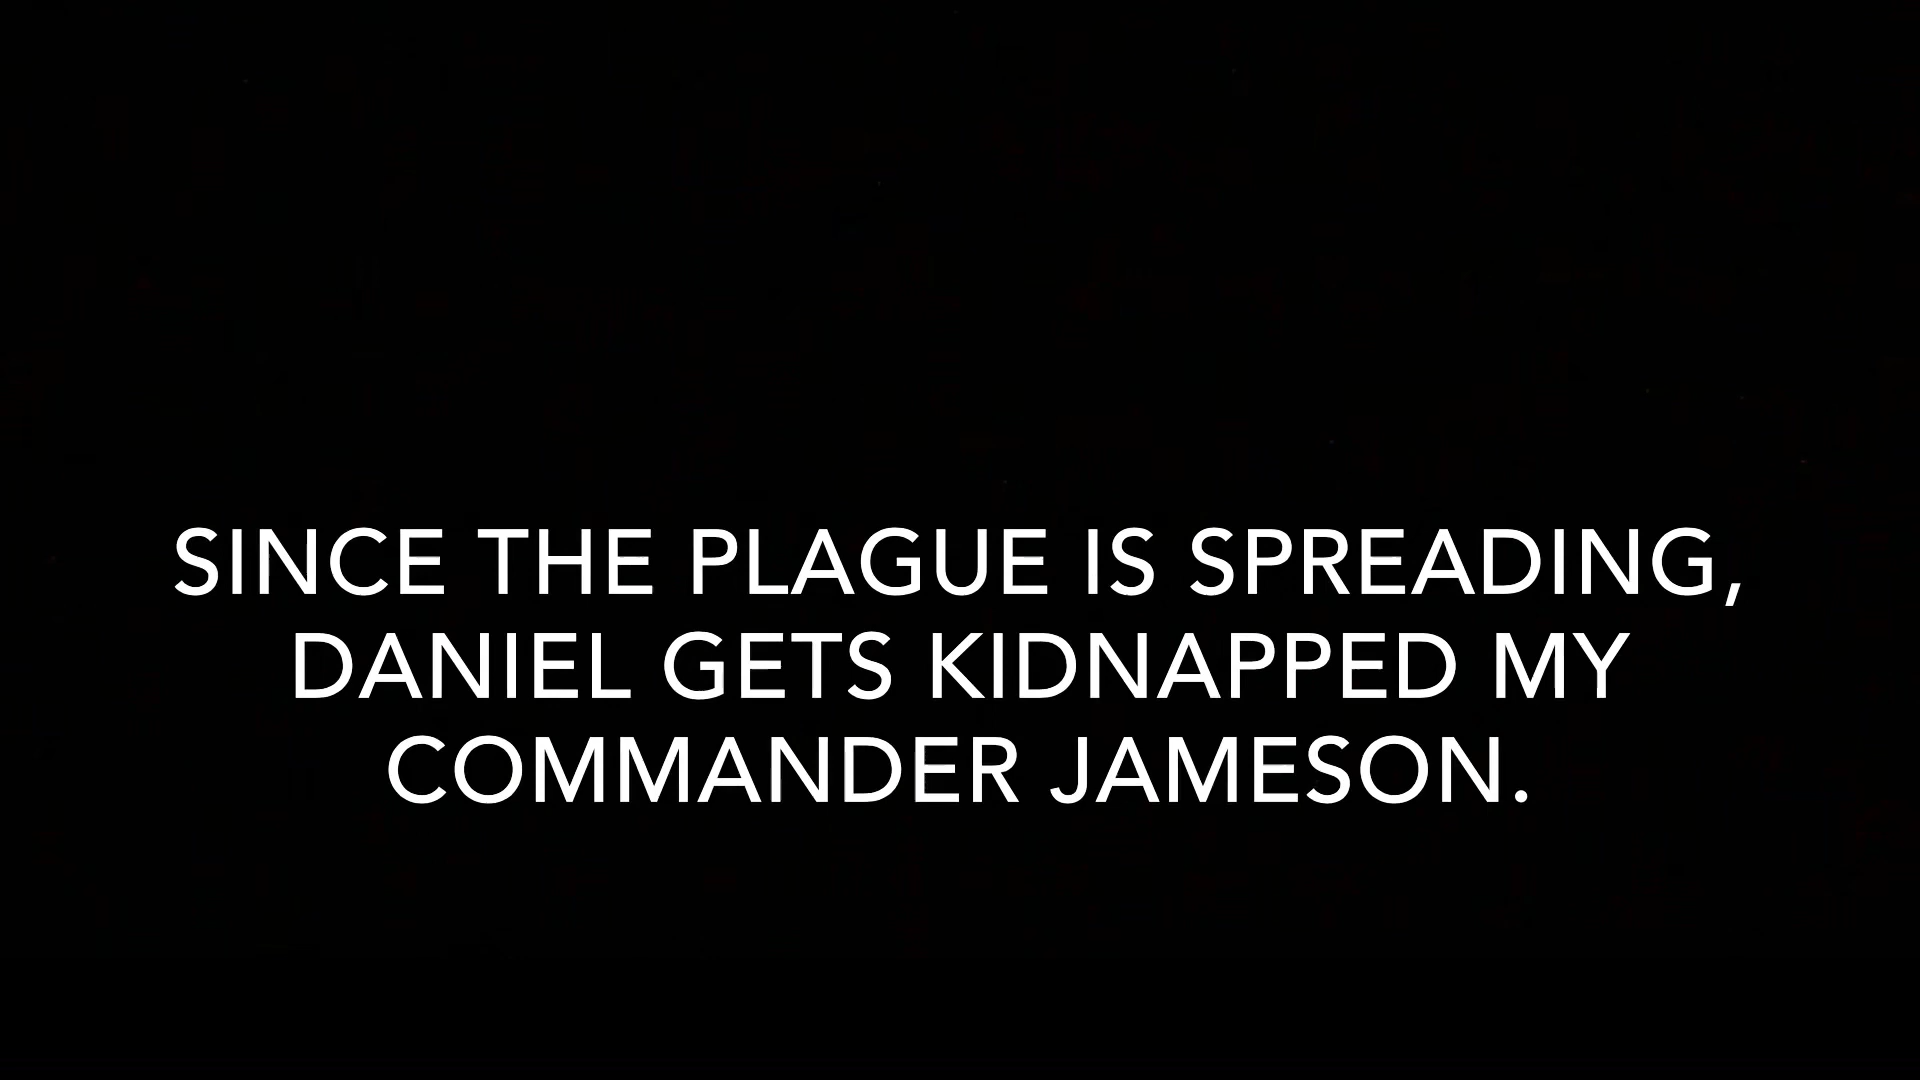 SINCE THE PLAGUE IS SPREADING,
DANIEL GETS KIDNAPPED MY
COMMANDER JAMESON.